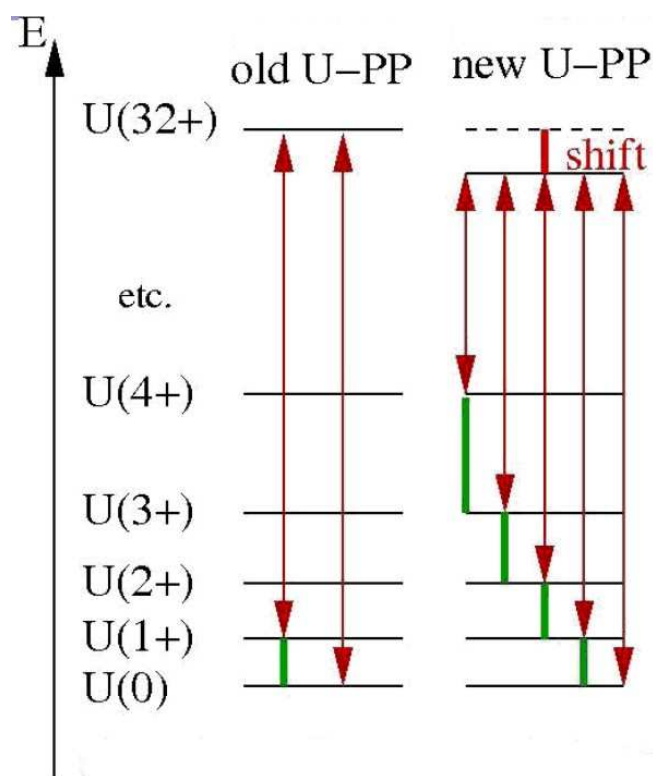 E
old U–PP new U–PP
U(32+)
shift
etc.
U(4+)
U(3+)
U(2+)
U(1+)
U(0)